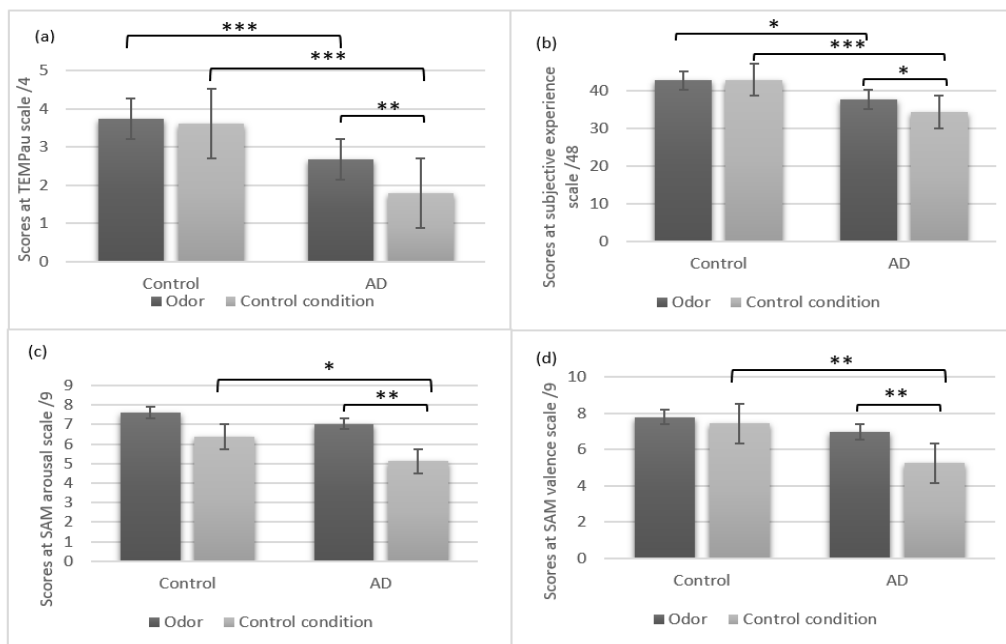 (a)
***
***
**
Scores at TEMPau scale /4
5
4
3
2
1
0
Control
AD
Odor
Control condition
(b)
*
***
*
Scores at subjective experience
scale /48
40
30
20
10
0
Control
AD
Odor
Control condition
(c)
*
**
Scores at SAM arousal scale /9
9
8
7
6
5
4
3
2
1
0
Control
AD
Odor
Control condition
(d)
**
**
Scores at SAM valence scale /9
10
8
6
4
2
0
Control
AD
Odor
Control condition